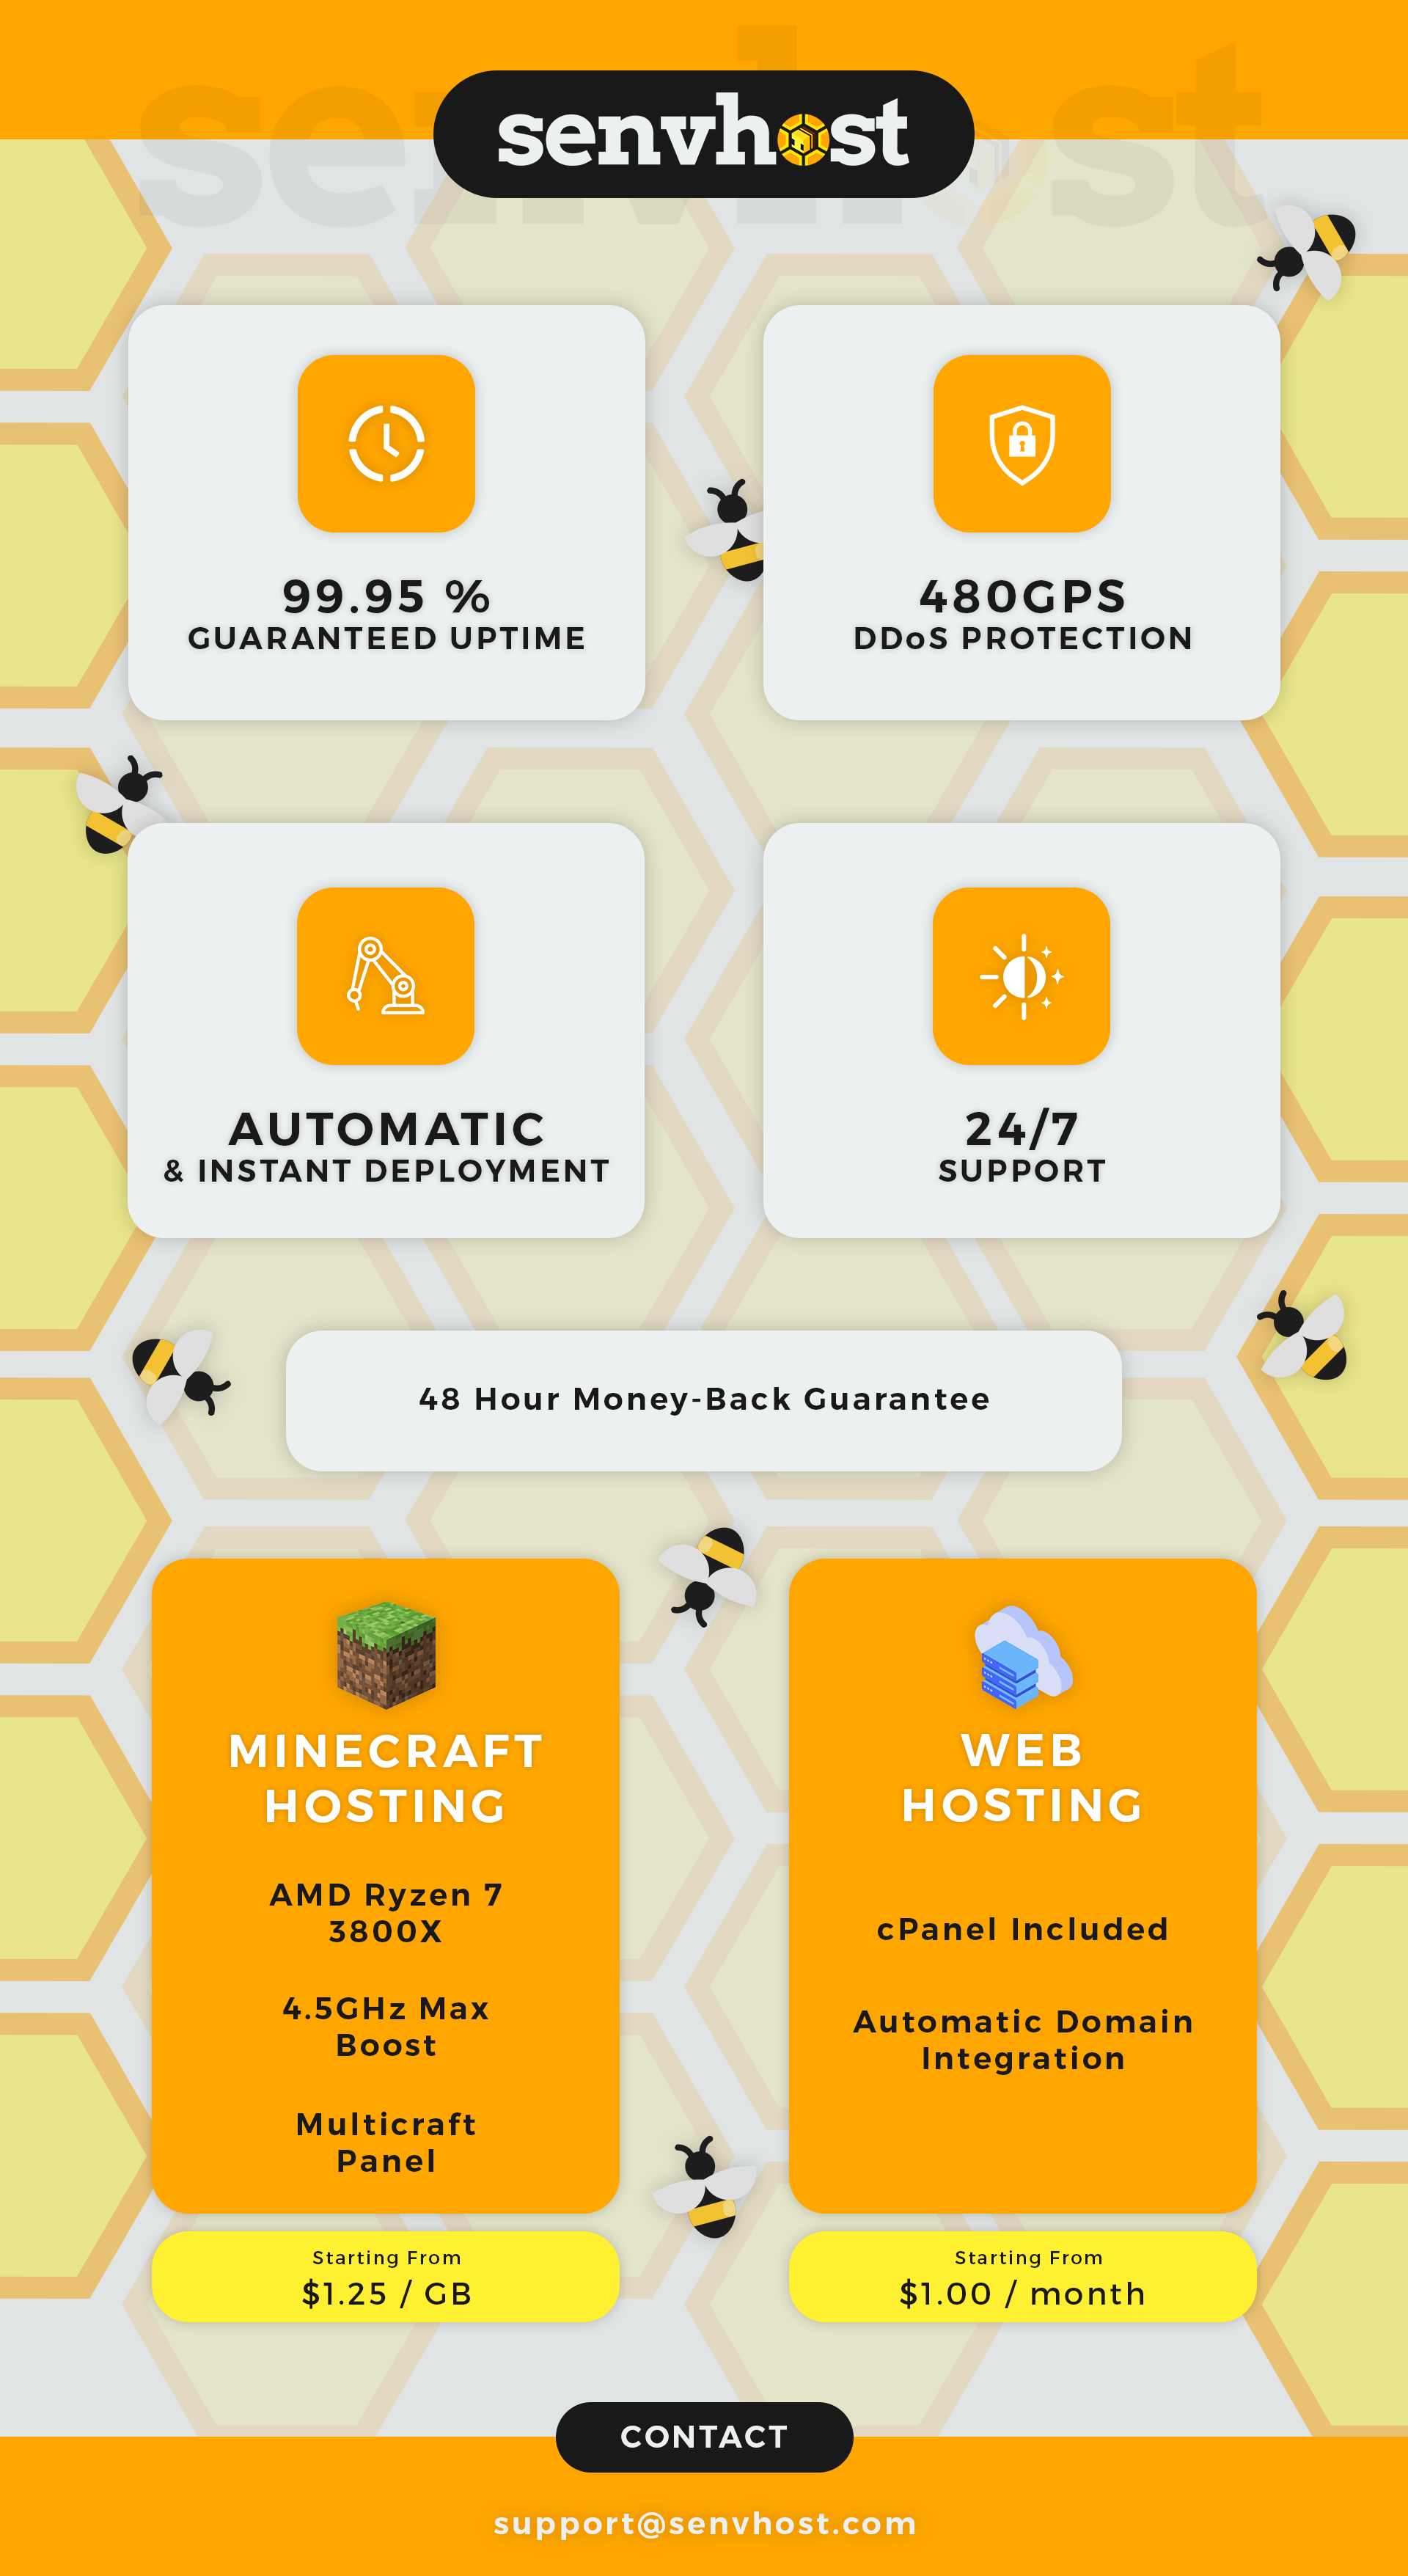 senvhost
senvhost
99.95 %
GUARANTEED UPTIME
480GPS
DDoS PROTECTION
AUTOMATIC
& INSTANT DEPLOYMENT
24/7
SUPPORT
48 Hour Money-Back Guarantee
MINECRAFT
HOSTING
AMD Ryzen 7
3800X
4.5GHz Max
Boost
Multicraft
Panel
Starting From
$1.25 / GB
WEB
HOSTING
cPanel Included
Automatic Domain
Integration
Starting From
$1.00 / month
CONTACT
support@senvhost.com